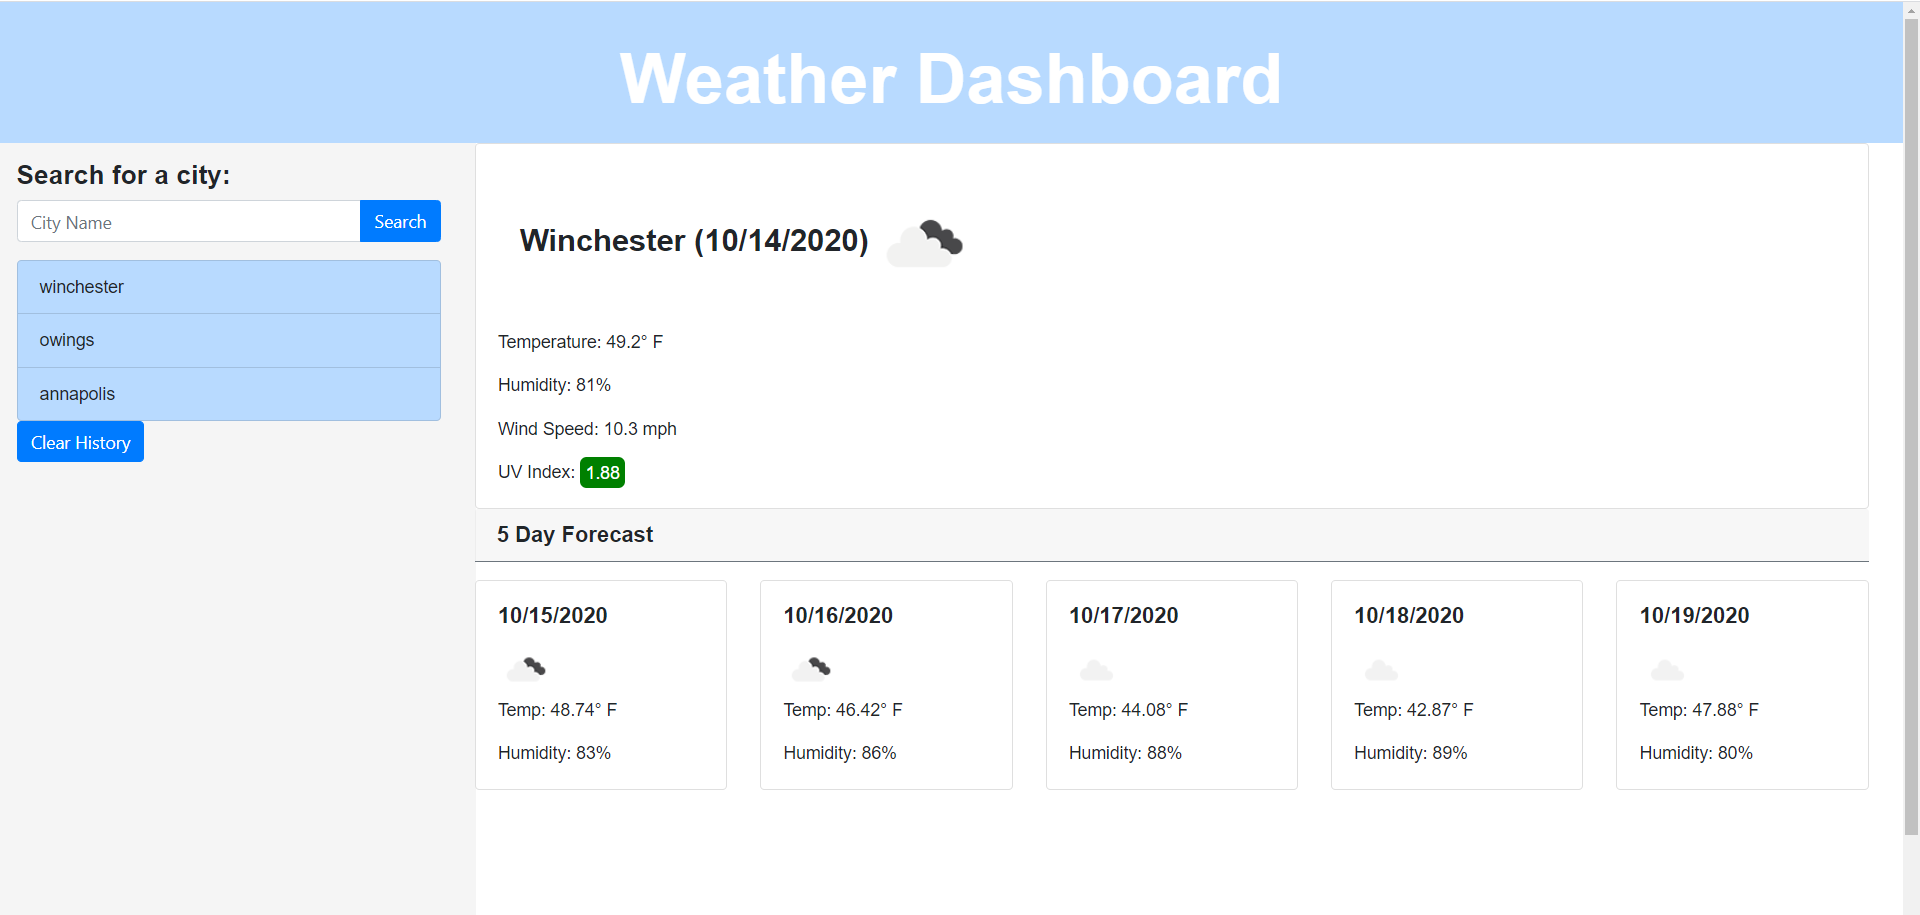 Weather Dashboard
Search for a city:
City Name
Search
winchester
owings
annapolis
Clear History
Winchester (10/14/2020)
Temperature: 49.2° F
Humidity: 81%
Wind Speed: 10.3 mph
UV Index: 1.88
5 Day Forecast
10/15/2020
Temp: 48.74° F
Humidity: 83%
10/16/2020
Temp: 46.42° F
Humidity: 86%
10/17/2020
Temp: 44.08° F
Humidity: 88%
10/18/2020
Temp: 42.87° F
Humidity: 89%
10/19/2020
Temp: 47.88° F
Humidity: 80%